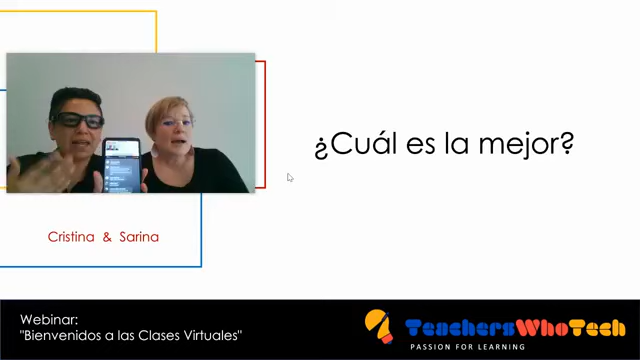 ¿Cuál es la mejor?
Cristina & Sarina
Webinar:
"Bienvenidos a las Clases Virtuales"
TeachersWhoTech
PASSION FOR LEARNING